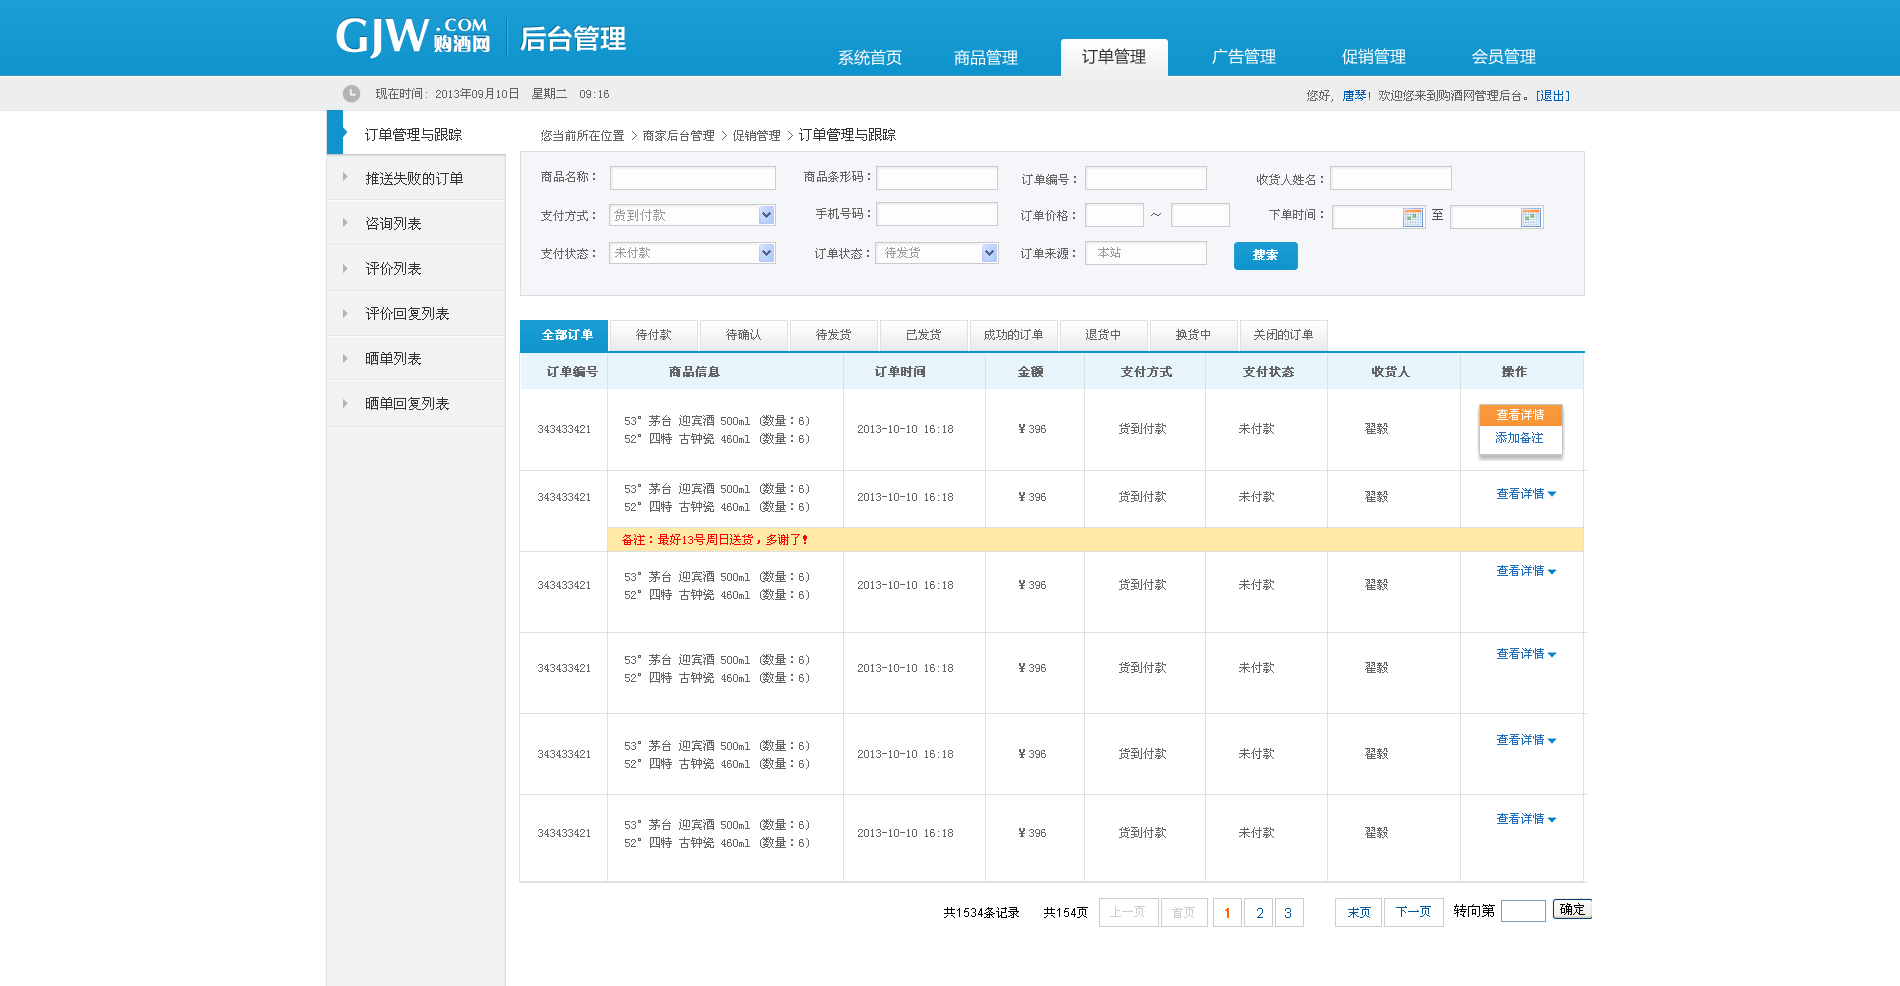 GJW.COM 购酒网 后台管理
系统首页 商品管理 订单管理 广告管理 促销管理 会员管理
现在时间: 2013年09月10日 星期二 09:16
您好, 唐琴! 欢迎您来到购酒网管理后台。[退出]
订单管理与跟踪
推送失败的订单
咨询列表
评价列表
评价回复列表
晒单列表
晒单回复列表
您当前所在位置 > 商家后台管理 > 促销管理 > 订单管理与跟踪
商品名称： 商品条形码： 订单编号： 收货人姓名：
支付方式： 货到付款 手机号码： 订单价格： ～ 下单时间： 至
支付状态： 未付款 订单状态： 待发货 订单来源： 本站 搜索
全部订单 待付款 待确认 待发货 已发货 成功的订单 退货中 换货中 关闭的订单
订单编号 商品信息 订单时间 金额 支付方式 支付状态 收货人 操作
343433421 53° 茅台 迎宾酒 500ml (数量：6) 2013-10-10 16:18 ¥ 396 货到付款 未付款 翟毅 查看详情
52° 四特 古钟瓷 460ml (数量：6) 添加备注
343433421 53° 茅台 迎宾酒 500ml (数量：6) 2013-10-10 16:18 ¥ 396 货到付款 未付款 翟毅 查看详情
52° 四特 古钟瓷 460ml (数量：6)
备注：最好13号周日送货，多谢了!
343433421 53° 茅台 迎宾酒 500ml (数量：6) 2013-10-10 16:18 ¥ 396 货到付款 未付款 翟毅 查看详情
52° 四特 古钟瓷 460ml (数量：6)
343433421 53° 茅台 迎宾酒 500ml (数量：6) 2013-10-10 16:18 ¥ 396 货到付款 未付款 翟毅 查看详情
52° 四特 古钟瓷 460ml (数量：6)
343433421 53° 茅台 迎宾酒 500ml (数量：6) 2013-10-10 16:18 ¥ 396 货到付款 未付款 翟毅 查看详情
52° 四特 古钟瓷 460ml (数量：6)
343433421 53° 茅台 迎宾酒 500ml (数量：6) 2013-10-10 16:18 ¥ 396 货到付款 未付款 翟毅 查看详情
52° 四特 古钟瓷 460ml (数量：6)
共1534条记录 共154页 上一页 首页 1 2 3 末页 下一页 转向第 确定